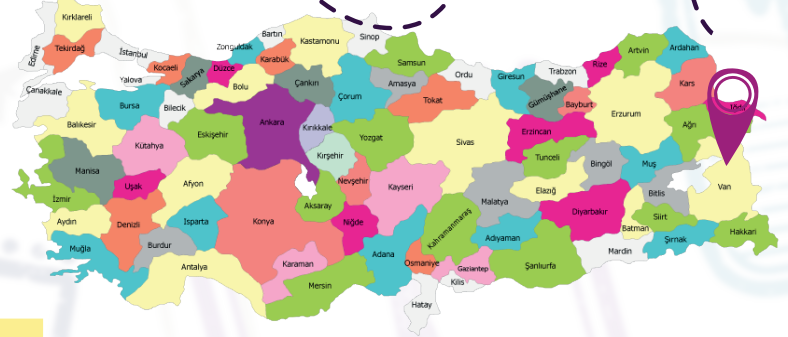 Kırklareli
Edirne
Tekirdağ
İstanbul
Kocaeli
Yalova
Sakarya
Düzce
Zonguldak
Bartın
Karabük
Kastamonu
Sinop
Çanakkale
Bursa
Bilecik
Bolu
Çankırı
Çorum
Samsun
Amasya
Ordu
Tokat
Giresun
Gümüşhane
Trabzon
Bayburt
Rize
Artvin
Ardahan
Kars
Ağrı
Balıkesir
Kütahya
Eskişehir
Ankara
Kırıkkale
Kırşehir
Yozgat
Sivas
Erzincan
Erzurum
Tunceli
Bingöl
Muş
Van
Bitlis
Manisa
İzmir
Uşak
Afyon
Konya
Aksaray
Nevşehir
Kayseri
Malatya
Elazığ
Diyarbakır
Batman
Siirt
Hakkari
Şırnak
Mardin
Aydın
Denizli
Isparta
Burdur
Muğla
Antalya
Karaman
Mersin
Niğde
Adana
Kahramanmaraş
Osmaniye
Adıyaman
Gaziantep
Kilis
Hatay
Şanlıurfa